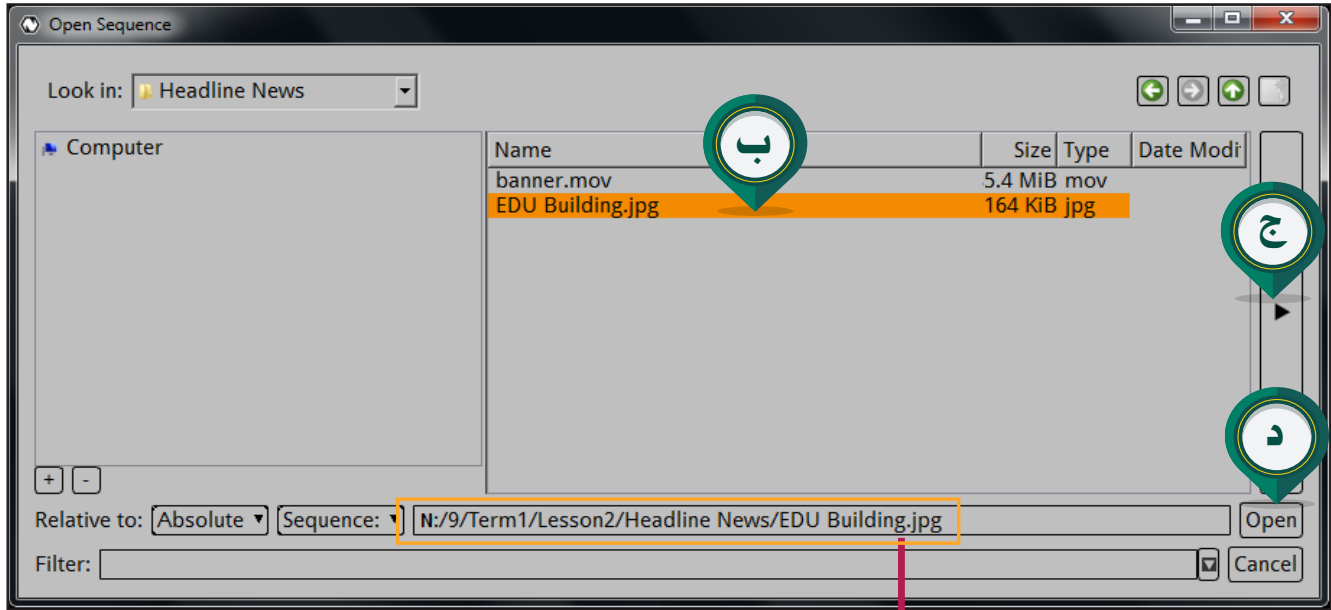 Open Sequence
Look in: Headline News
Computer
Name Size Type Date Modif
banner.mov 5.4 MiB mov
EDU Building.jpg 164 KiB jpg
ب
ج
د
+ -
Relative to: Absolute Sequence: N:/9/Term1/Lesson2/Headline News/EDU Building.jpg Open
Filter: Cancel